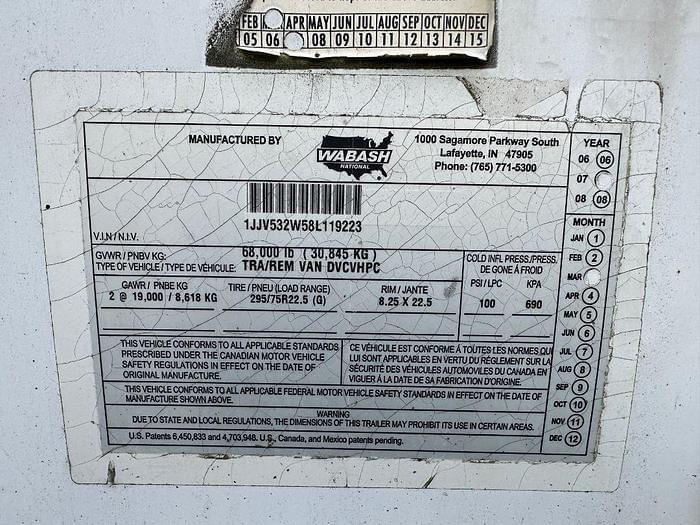 FEB APR MAY JUN JUL AUG SEP OCT NOV DEC
05 06 08 09 10 11 12 13 14 15
MANUFACTURED BY
WABASH
NATIONAL
1000 Sagamore Parkway South
Lafayette, IN 47905
Phone: (765) 771-5300
1JJV532W58L119223
V.I.N./N.I.V.
GVWR / PNBV KG: 68,000 lb ( 30,845 KG )
TYPE OF VEHICLE / TYPE DE VÉHICULE: TRA/REM VAN DVCVHPC
COLD INFL PRESS./PRESS.
DE GONE À FROID
PSI / LPC KPA
100 690
GAWR / PNBE KG TIRE / PNEU (LOAD RANGE) RIM / JANTE
2 @ 19,000 / 8,618 KG 295/75R22.5 (G) 8.25 X 22.5
THIS VEHICLE CONFORMS TO ALL APPLICABLE STANDARDS
PRESCRIBED UNDER THE CANADIAN MOTOR VEHICLE
SAFETY REGULATIONS IN EFFECT ON THE DATE OF
ORIGINAL MANUFACTURE.
CE VÉHICULE EST CONFORME À TOUTES LES NORMES QUI
LUI SONT APPLICABLES EN VERTU DU RÉGLEMENT SUR LA
SÉCURITÉ DES VÉHICULES AUTOMOBILES DU CANADA EN
VIGUER À LA DATE DE SA FABRICATION D'ORIGINE.
THIS VEHICLE CONFORMS TO ALL APPLICABLE FEDERAL MOTOR VEHICLE SAFETY STANDARDS IN EFFECT ON THE DATE OF
MANUFACTURE SHOWN ABOVE.
WARNING
DUE TO STATE AND LOCAL REGULATIONS, THE DIMENSIONS OF THIS TRAILER MAY PROHIBIT ITS USE IN CERTAIN AREAS.
U.S. Patents 6,450,833 and 4,703,948. U.S., Canada, and Mexico patents pending.
YEAR
06 06
07
08 08
MONTH
JAN 1
FEB 2
MAR
APR 4
MAY 5
JUN 6
JUL 7
AUG 8
SEP 9
OCT 10
NOV 11
DEC 12